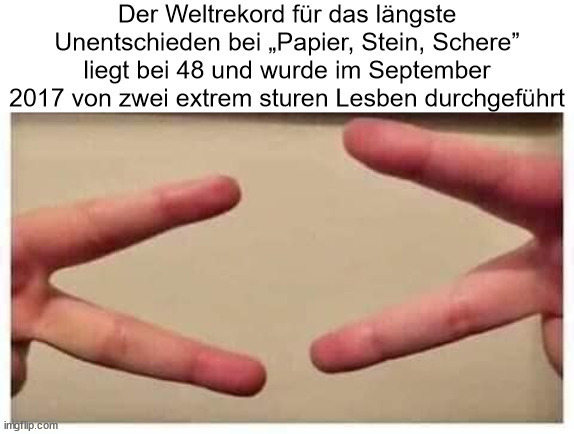 Der Weltrekord für das längste
Unentschieden bei „Papier, Stein, Schere”
liegt bei 48 und wurde im September
2017 von zwei extrem sturen Lesben durchgeführt
imgflip.com